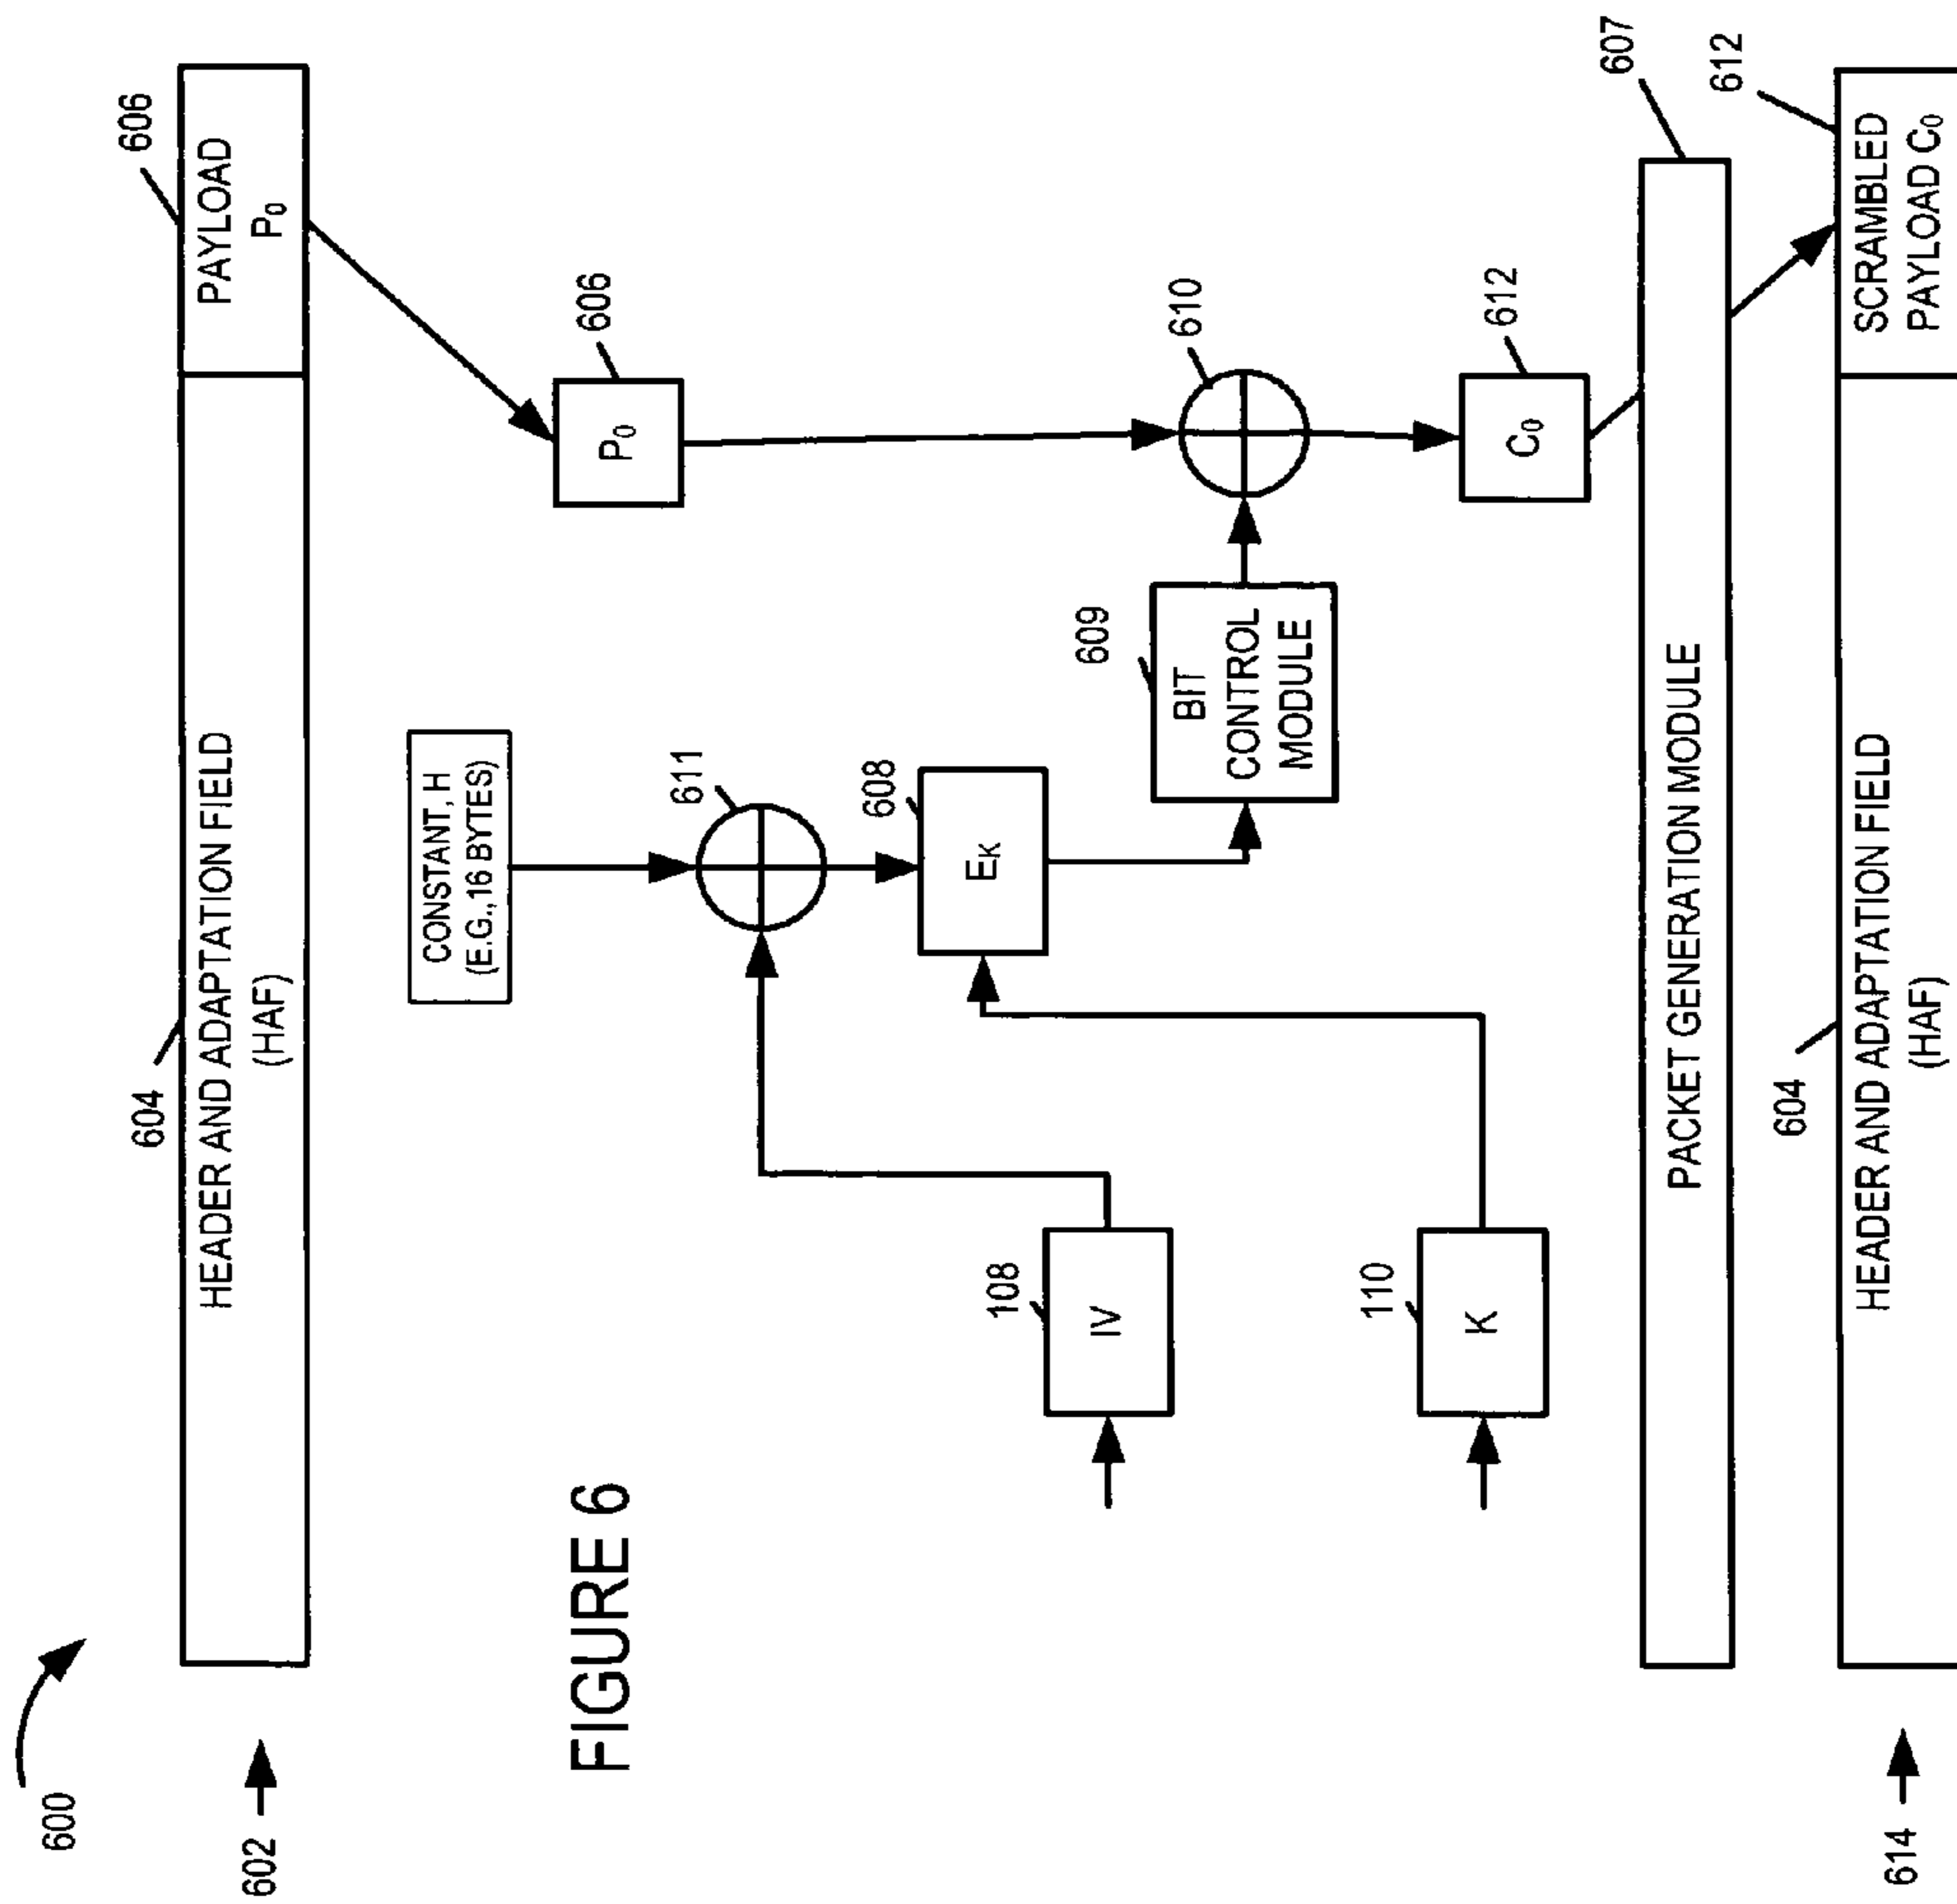 600
602
604
606
HEADER AND ADAPTATION FIELD
(HAF)
PAYLOAD
P0
CONSTANT, H
(E.G.,16 BYTES)
606
P0
611
608
EK
609
BIT
CONTROL
MODULE
610
108
IV
110
K
612
C0
FIGURE 6
607
PACKET GENERATION MODULE
614
604
612
HEADER AND ADAPTATION FIELD
(HAF)
SCRAMBLED
PAYLOAD C0